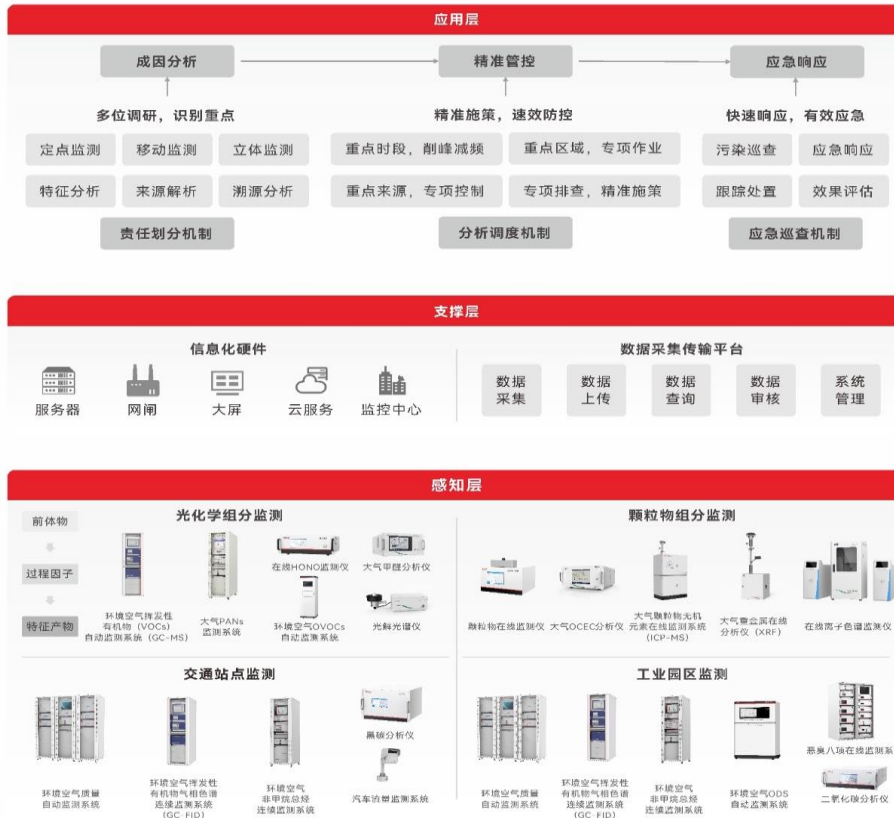 应用层
成因分析
精准管控
应急响应
多位调研，识别重点
精准施策，速效防控
快速响应，有效应急
定点监测
移动监测
立体监测
重点时段，削峰减频
重点区域，专项作业
污染巡查
应急响应
特征分析
来源解析
溯源分析
重点来源，专项控制
专项排查，精准施策
跟踪处置
效果评估
责任划分机制
分析调度机制
应急巡查机制
支撑层
信息化硬件
数据采集传输平台
服务器
网闸
大屏
云服务
监控中心
数据
采集
数据
上传
数据
查询
数据
审核
系统
管理
感知层
前体物
过程因子
特征产物
光化学组分监测
在线HONO监测仪
大气甲醛分析仪
环境空气挥发性
有机物（VOCs）
自动监测系统（GC-MS）
大气PANs
监测系统
环境空气OVOCs
自动监测系统
光解光谱仪
颗粒物组分监测
颗粒物在线监测仪
大气OCEC分析仪
大气颗粒物无机
元素在线监测系统
（ICP-MS）
大气重金属在线
分析仪（XRF）
在线离子色谱监测仪
交通站点监测
环境空气质量
自动监测系统
环境空气挥发性
有机物气相色谱
连续监测系统
（GC-FID）
环境空气
非甲烷总烃
连续监测系统
黑碳分析仪
汽车流量监测系统
工业园区监测
环境空气质量
自动监测系统
环境空气挥发性
有机物气相色谱
连续监测系统
（GC-FID）
环境空气
非甲烷总烃
连续监测系统
环境空气ODS
自动监测系统
恶臭八项在线监测系
二氧化碳分析仪